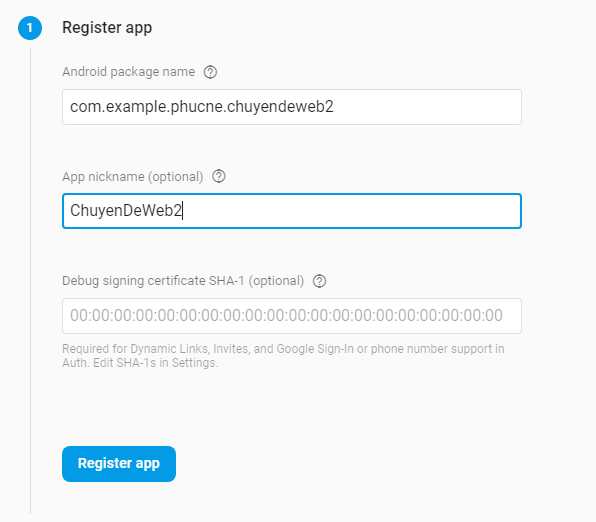 1 Register app
Android package name ?
com.example.phucne.chuyendeweb2
App nickname (optional) ?
ChuyenDeWeb2
Debug signing certificate SHA-1 (optional) ?
00:00:00:00:00:00:00:00:00:00:00:00:00:00:00:00:00:00:00:00
Required for Dynamic Links, Invites, and Google Sign-In or phone number support in
Auth. Edit SHA-1s in Settings.
Register app